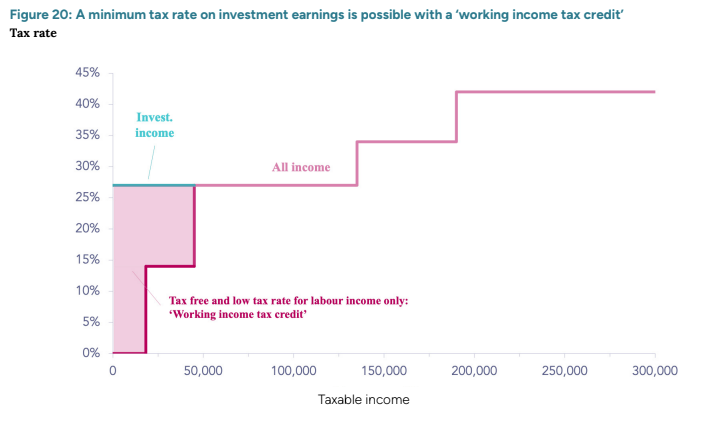 Figure 20: A minimum tax rate on investment earnings is possible with a ‘working income tax credit’
Tax rate
45%
40%
35%
30%
25%
20%
15%
10%
5%
0%
Invest.
income
All income
Tax free and low tax rate for labour income only:
‘Working income tax credit’
0 50,000 100,000 150,000 200,000 250,000 300,000
Taxable income